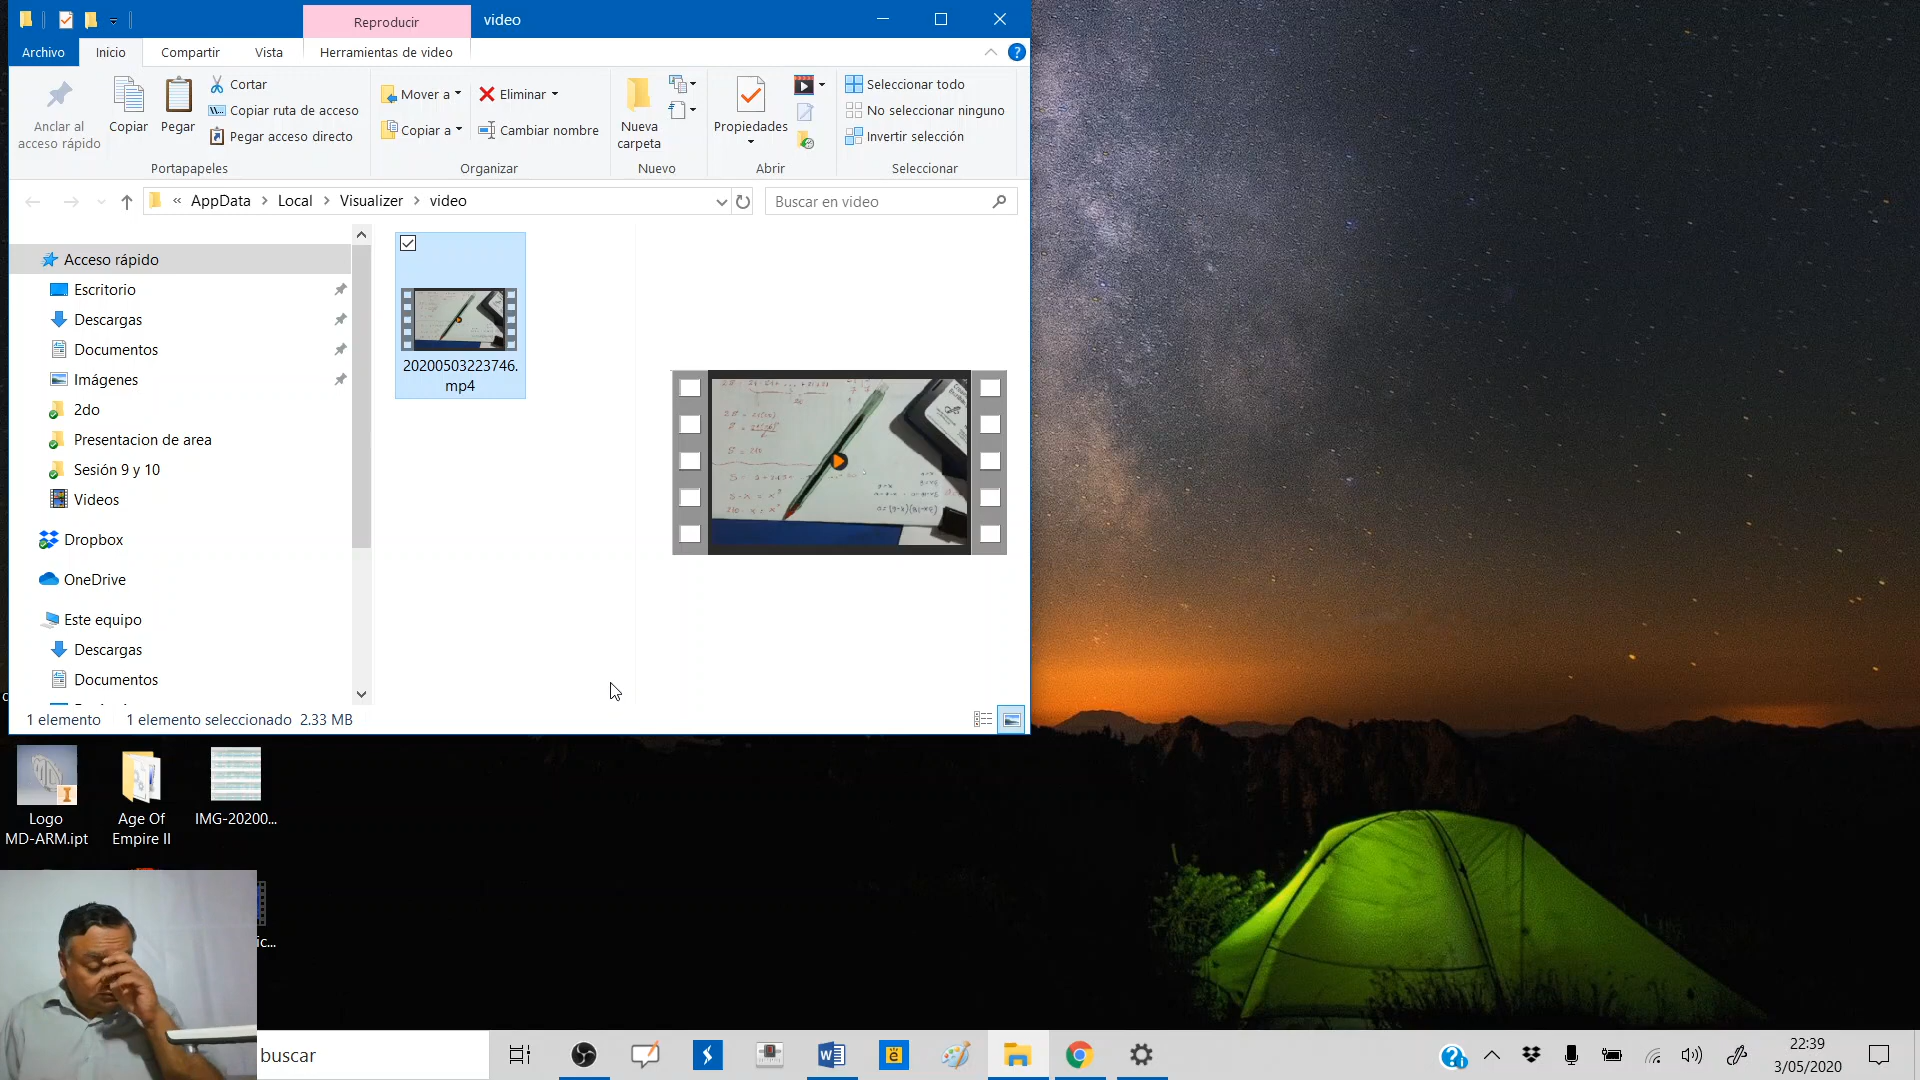 Reproducir
video
Archivo
Inicio
Compartir
Vista
Herramientas de video
Anclar al
acceso rápido
Copiar
Pegar
Cortar
Copiar ruta de acceso
Pegar acceso directo
Mover a
Copiar a
Eliminar
Cambiar nombre
Nueva
carpeta
Propiedades
Seleccionar todo
No seleccionar ninguno
Invertir selección
Portapapeles
Organizar
Nuevo
Abrir
Seleccionar
« AppData > Local > Visualizer > video
Buscar en video
Acceso rápido
Escritorio
Descargas
Documentos
Imágenes
2do
Presentacion de area
Sesión 9 y 10
Videos
Dropbox
OneDrive
Este equipo
Descargas
Documentos
20200503223746.
mp4
1 elemento
1 elemento seleccionado 2.33 MB
Logo
MD-ARM.ipt
Age Of
Empire II
IMG-20200...
ic...
buscar
22:39
3/05/2020